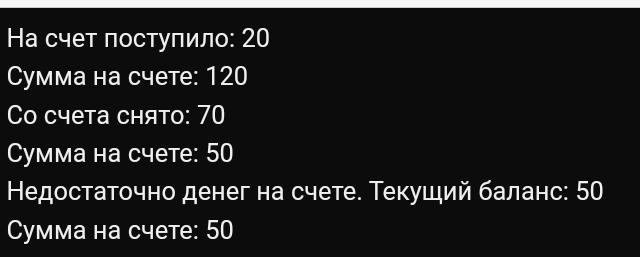 На счет поступило: 20
Сумма на счете: 120
Со счета снято: 70
Сумма на счете: 50
Недостаточно денег на счете. Текущий баланс: 50
Сумма на счете: 50